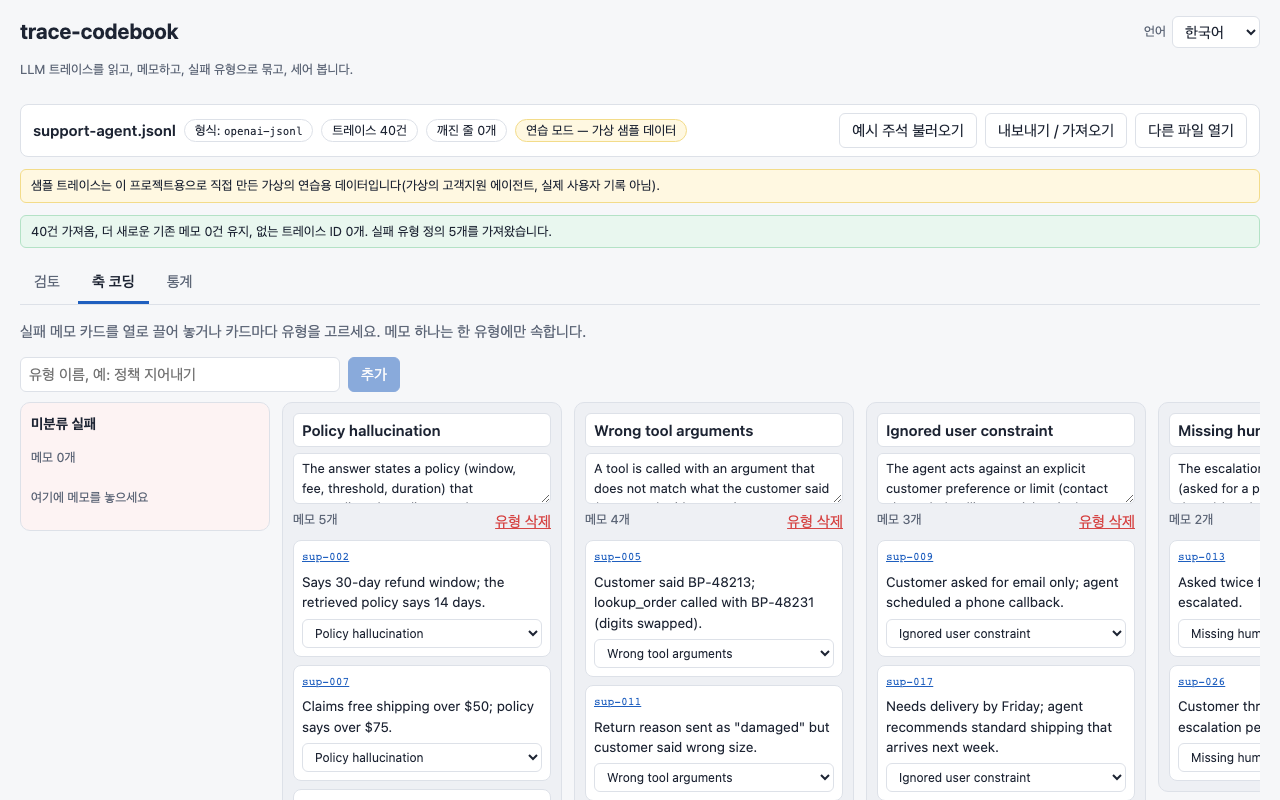 trace-codebook
언어
한국어
LLM 트레이스를 읽고, 메모하고, 실패 유형으로 묶고, 세어 봅니다.
support-agent.jsonl
형식: openai-jsonl
트레이스 40건
깨진 줄 0개
연습 모드 — 가상 샘플 데이터
예시 주석 불러오기
내보내기 / 가져오기
다른 파일 열기
샘플 트레이스는 이 프로젝트용으로 직접 만든 가상의 연습용 데이터입니다(가상의 고객지원 에이전트, 실제 사용자 기록 아님).
40건 가져옴, 더 새로운 기존 메모 0건 유지, 없는 트레이스 ID 0개. 실패 유형 정의 5개를 가져왔습니다.
검토
축 코딩
통계
실패 메모 카드를 열로 끌어 놓거나 카드마다 유형을 고르세요. 메모 하나는 한 유형에만 속합니다.
유형 이름, 예: 정책 지어내기
추가
미분류 실패
메모 0개
여기에 메모를 놓으세요
Policy hallucination
The answer states a policy (window,
fee, threshold, duration) that
메모 5개
유형 삭제
sup-002
Says 30-day refund window; the
retrieved policy says 14 days.
Policy hallucination
sup-007
Claims free shipping over $50; policy
says over $75.
Policy hallucination
Wrong tool arguments
A tool is called with an argument that
does not match what the customer said
메모 4개
유형 삭제
sup-005
Customer said BP-48213;
lookup_order called with BP-48231
(digits swapped).
Wrong tool arguments
sup-011
Return reason sent as "damaged" but
customer said wrong size.
Wrong tool arguments
Ignored user constraint
The agent acts against an explicit
customer preference or limit (contact
메모 3개
유형 삭제
sup-009
Customer asked for email only; agent
scheduled a phone callback.
Ignored user constraint
sup-017
Needs delivery by Friday; agent
recommends standard shipping that
arrives next week.
Ignored user constraint
Missing hum
The escalation
(asked for a p
메모 2개
sup-013
Asked twice f
escalated.
Missing hum
sup-026
Customer thr
escalation pe
Missing hum